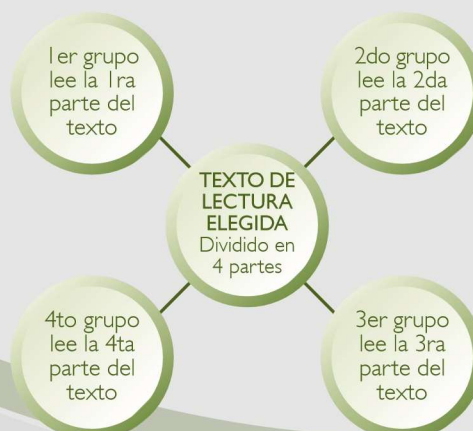 1er grupo
lee la 1ra
parte del
texto
2do grupo
lee la 2da
parte del
texto
TEXTO DE
LECTURA
ELEGIDA
Dividido en
4 partes
4to grupo
lee la 4ta
parte del
texto
3er grupo
lee la 3ra
parte del
texto